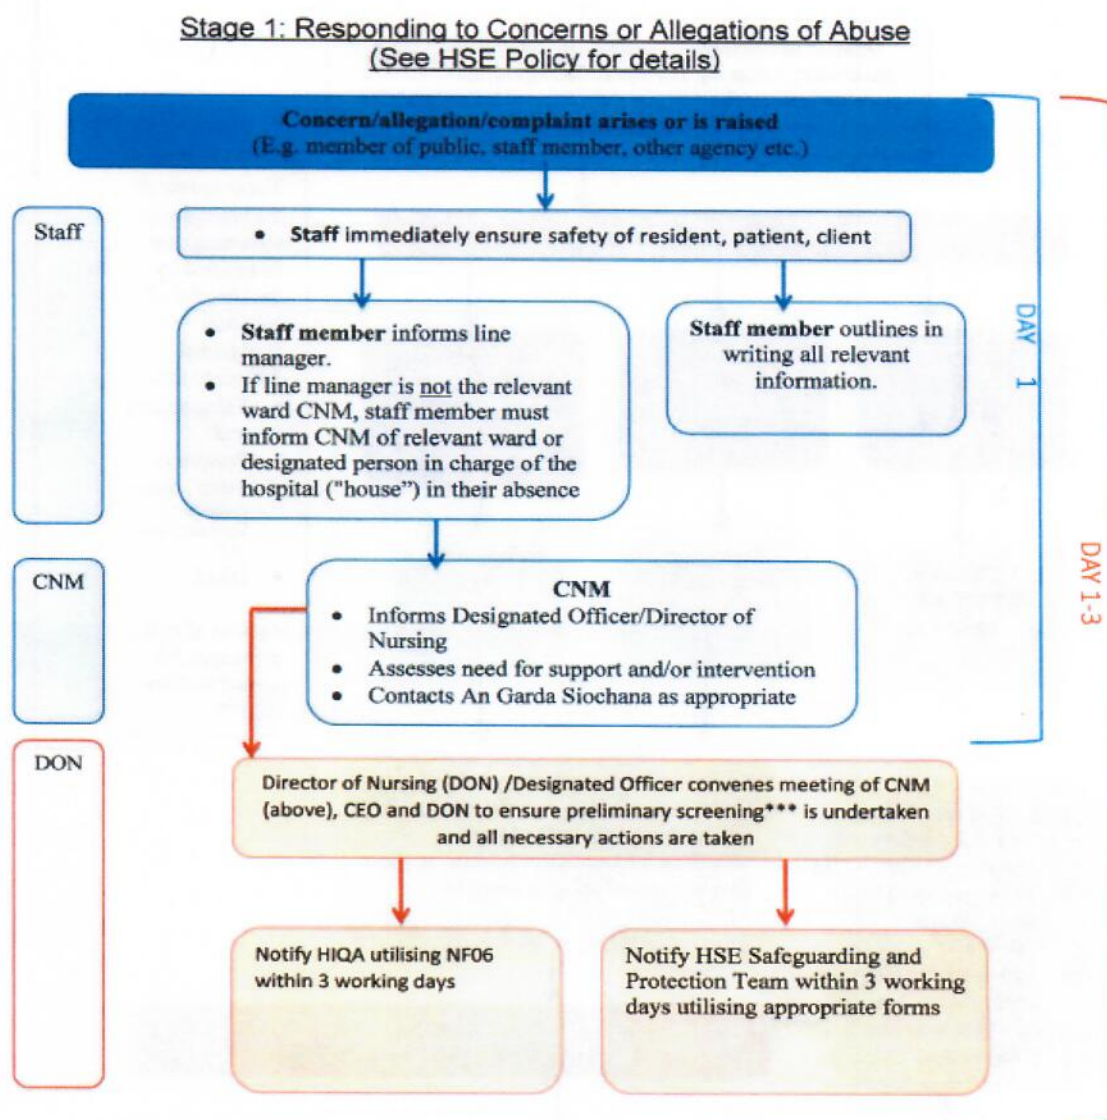 Stage 1: Responding to Concerns or Allegations of Abuse
(See HSE Policy for details)
Concern/allegation/complaint arises or is raised
(E.g. member of public, staff member, other agency etc.)
Staff
• Staff immediately ensure safety of resident, patient, client
• Staff member informs line
manager.
• If line manager is not the relevant
ward CNM, staff member must
inform CNM of relevant ward or
designated person in charge of the
hospital ("house") in their absence
Staff member outlines in
writing all relevant
information.
DAY 1
DAY 1-3
CNM
CNM
• Informs Designated Officer/Director of
Nursing
• Assesses need for support and/or intervention
• Contacts An Garda Siochana as appropriate
DON
Director of Nursing (DON) /Designated Officer convenes meeting of CNM
(above), CEO and DON to ensure preliminary screening*** is undertaken
and all necessary actions are taken
Notify HIQA utilising NF06
within 3 working days
Notify HSE Safeguarding and
Protection Team within 3 working
days utilising appropriate forms